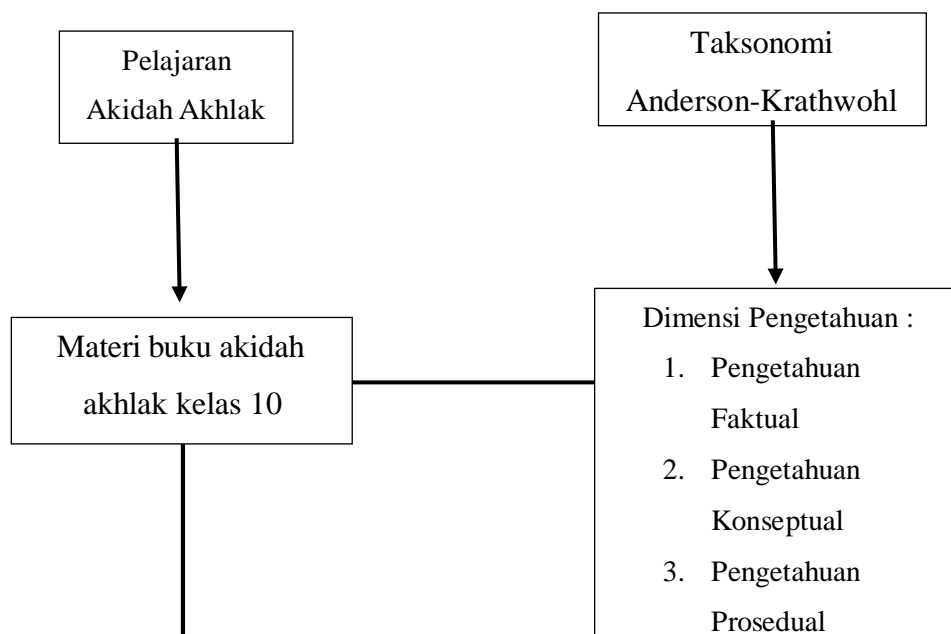 Pelajaran
Akidah Akhlak
Taksonomi
Anderson-Krathwohl
Materi buku akidah
akhlak kelas 10
Dimensi Pengetahuan :
1. Pengetahuan
Faktual
2. Pengetahuan
Konseptual
3. Pengetahuan
Prosedual